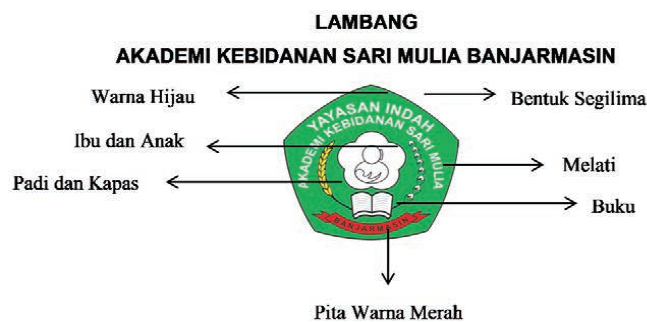 LAMBANG
AKADEMI KEBIDANAN SARI MULIA BANJARMASIN
Warna Hijau
Bentuk Segilima
YAYASAN INDAH
AKADEMI KEBIDANAN SARI MULIA
Ibu dan Anak
Melati
Padi dan Kapas
Buku
BANJARMASIN
Pita Warna Merah